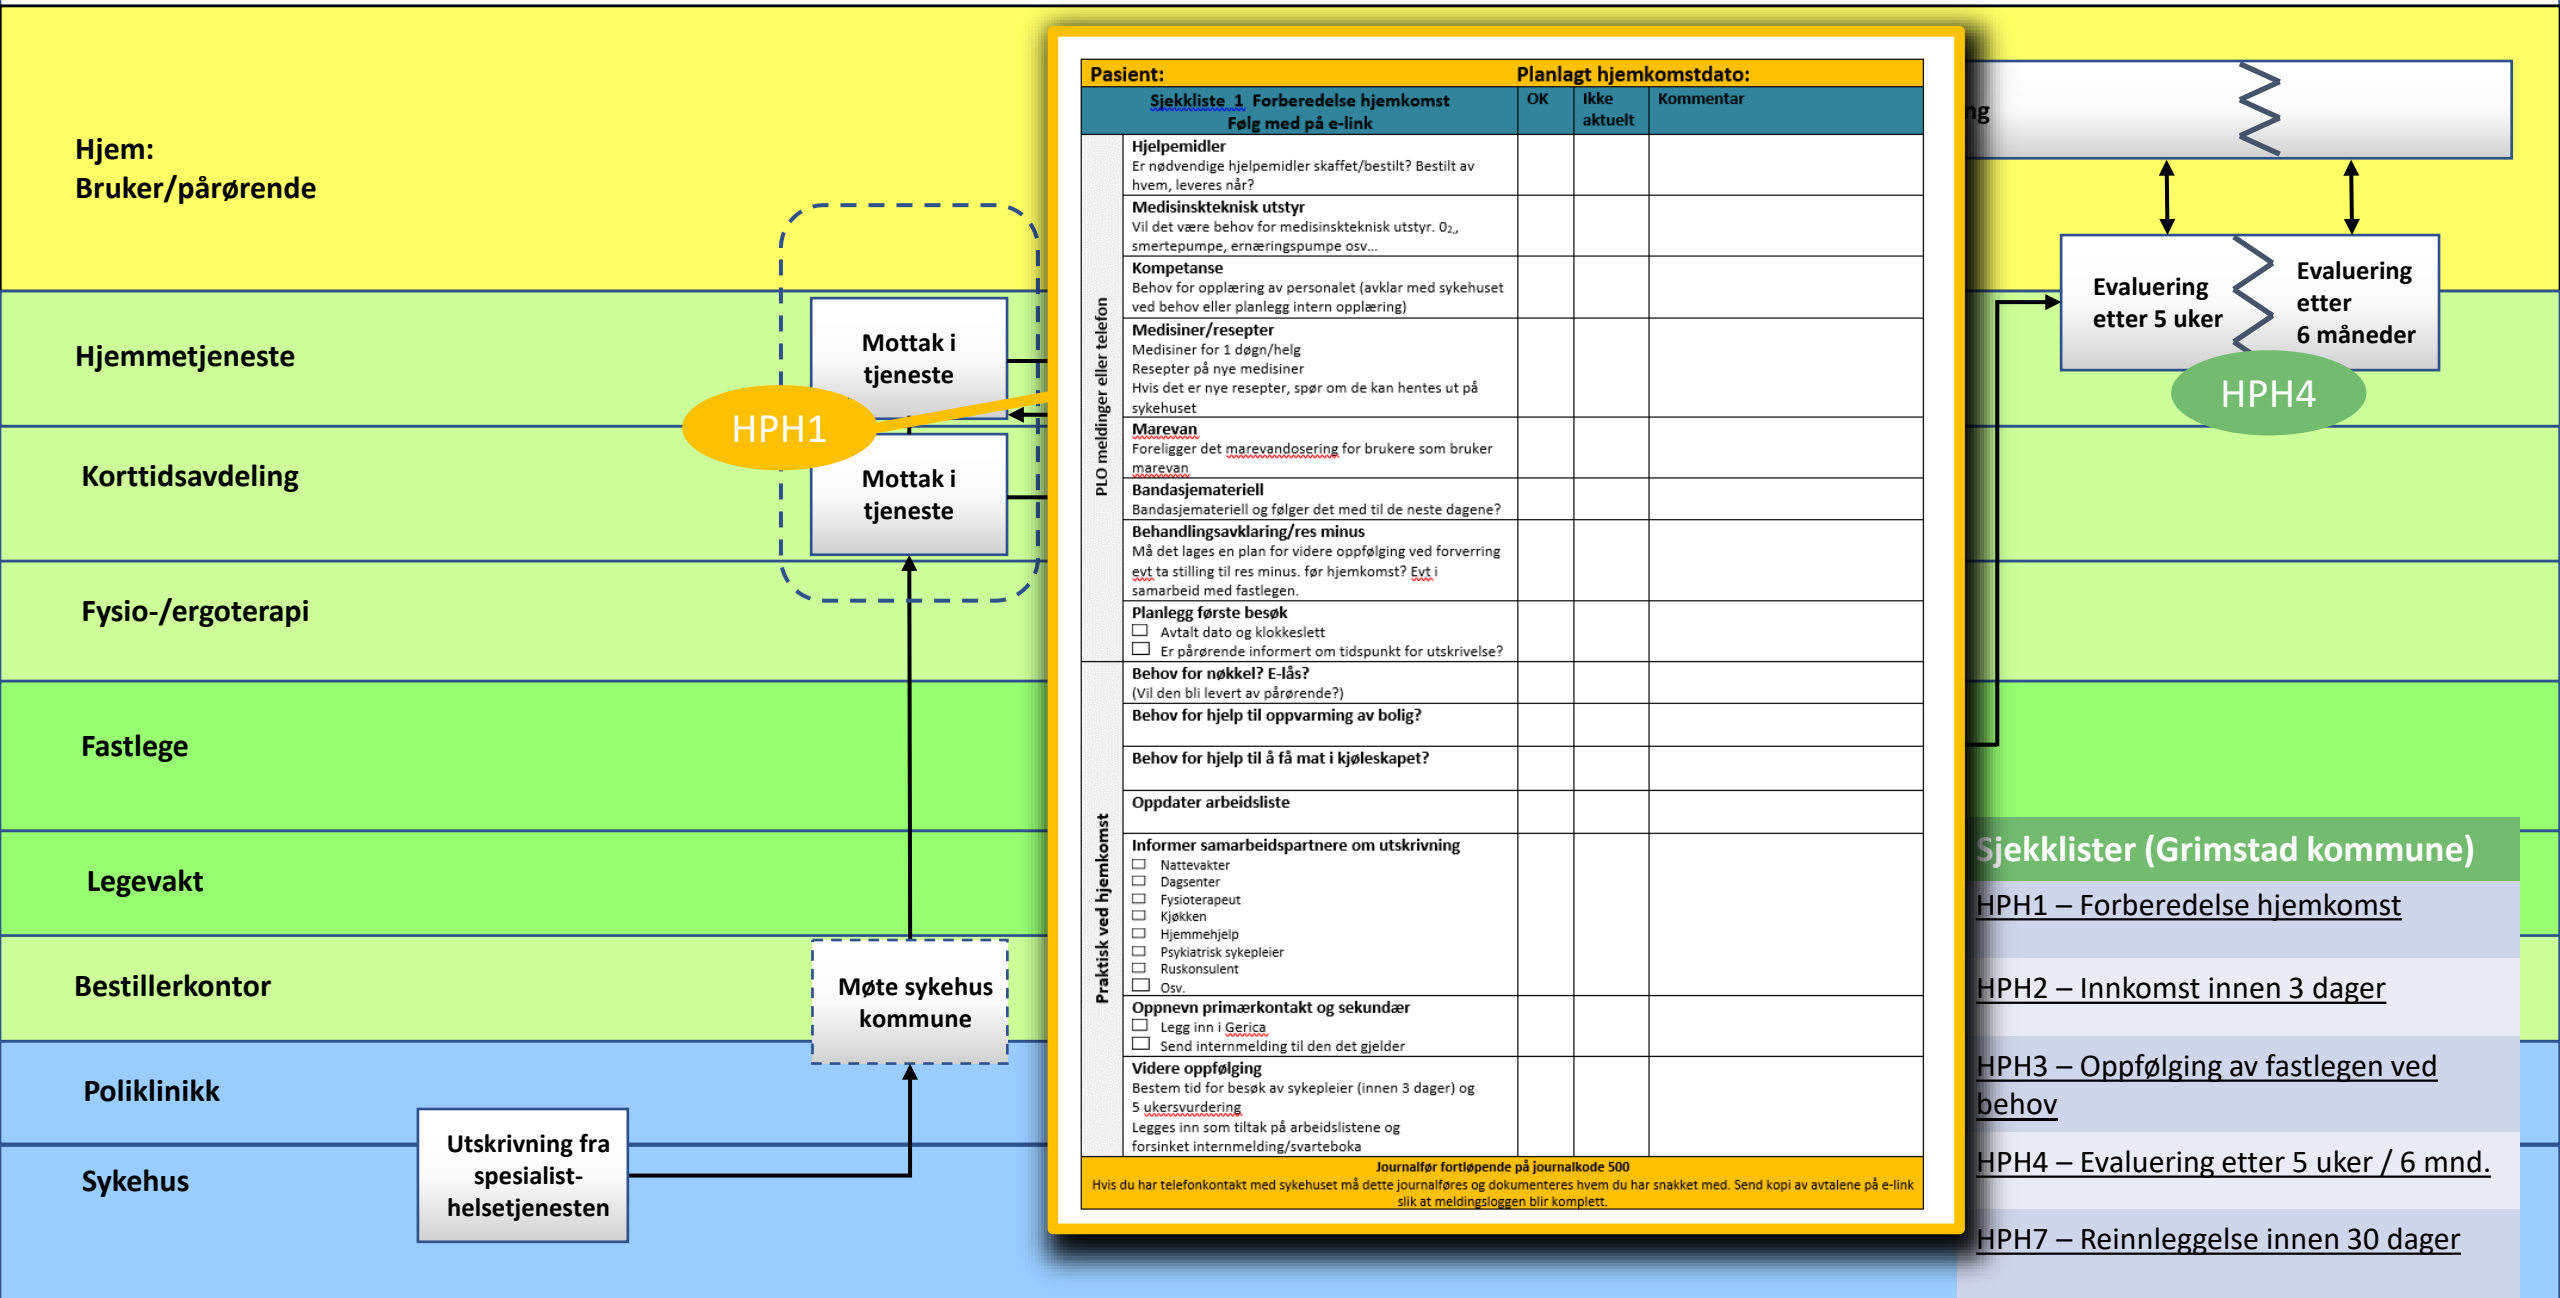 Hjem:
Bruker/pårørende
Hjemmetjeneste
Korttidsavdeling
Fysio-/ergoterapi
Fastlege
Legevakt
Bestillerkontor
Poliklinikk
Sykehus
Mottak i
tjeneste
HPH1
Mottak i
tjeneste
Møte sykehus
kommune
Utskrivning fra
spesialist-
helsetjenesten
Pasient: Planlagt hjemkomstdato:
Sjekkliste 1 Forberedelse hjemkomst
Følg med på e-link
OK
Ikke
aktuelt
Kommentar
PLO meldinger eller telefon
Hjelpemidler
Er nødvendige hjelpemidler skaffet/bestilt? Bestilt av
hvem, leveres når?
Medisinskteknisk utstyr
Vil det være behov for medisinskteknisk utstyr. 0₂,,
smertepumpe, ernæringspumpe osv...
Kompetanse
Behov for opplæring av personalet (avklar med sykehuset
ved behov eller planlegg intern opplæring)
Medisiner/resepter
Medisiner for 1 døgn/helg
Resepter på nye medisiner
Hvis det er nye resepter, spør om de kan hentes ut på
sykehuset
Marevan
Foreligger det marevandosering for brukere som bruker
marevan
Bandasjemateriell
Bandasjemateriell og følger det med til de neste dagene?
Behandlingsavklaring/res minus
Må det lages en plan for videre oppfølging ved forverring
evt ta stilling til res minus. før hjemkomst? Evt i
samarbeid med fastlegen.
Planlegg første besøk
Avtalt dato og klokkeslett
Er pårørende informert om tidspunkt for utskrivelse?
Praktisk ved hjemkomst
Behov for nøkkel? E-lås?
(Vil den bli levert av pårørende?)
Behov for hjelp til oppvarming av bolig?
Behov for hjelp til å få mat i kjøleskapet?
Oppdater arbeidsliste
Informer samarbeidspartnere om utskrivning
Nattevakter
Dagsenter
Fysioterapeut
Kjøkken
Hjemmehjelp
Psykiatrisk sykepleier
Ruskonsulent
Osv.
Oppnevn primærkontakt og sekundær
Legg inn i Gerica
Send internmelding til den det gjelder
Videre oppfølging
Bestem tid for besøk av sykepleier (innen 3 dager) og
5 ukersvurdering
Legges inn som tiltak på arbeidslistene og
forsinket internmelding/svarteboka
Journalfør fortløpende på journalkode 500
Hvis du har telefonkontakt med sykehuset må dette journalføres og dokumenteres hvem du har snakket med. Send kopi av avtalene på e-link
slik at meldingsloggen blir komplett.
ng
Evaluering
etter 5 uker
Evaluering
etter
6 måneder
HPH4
Sjekklister (Grimstad kommune)
HPH1 – Forberedelse hjemkomst
HPH2 – Innkomst innen 3 dager
HPH3 – Oppfølging av fastlegen ved
behov
HPH4 – Evaluering etter 5 uker / 6 mnd.
HPH7 – Reinnleggelse innen 30 dager